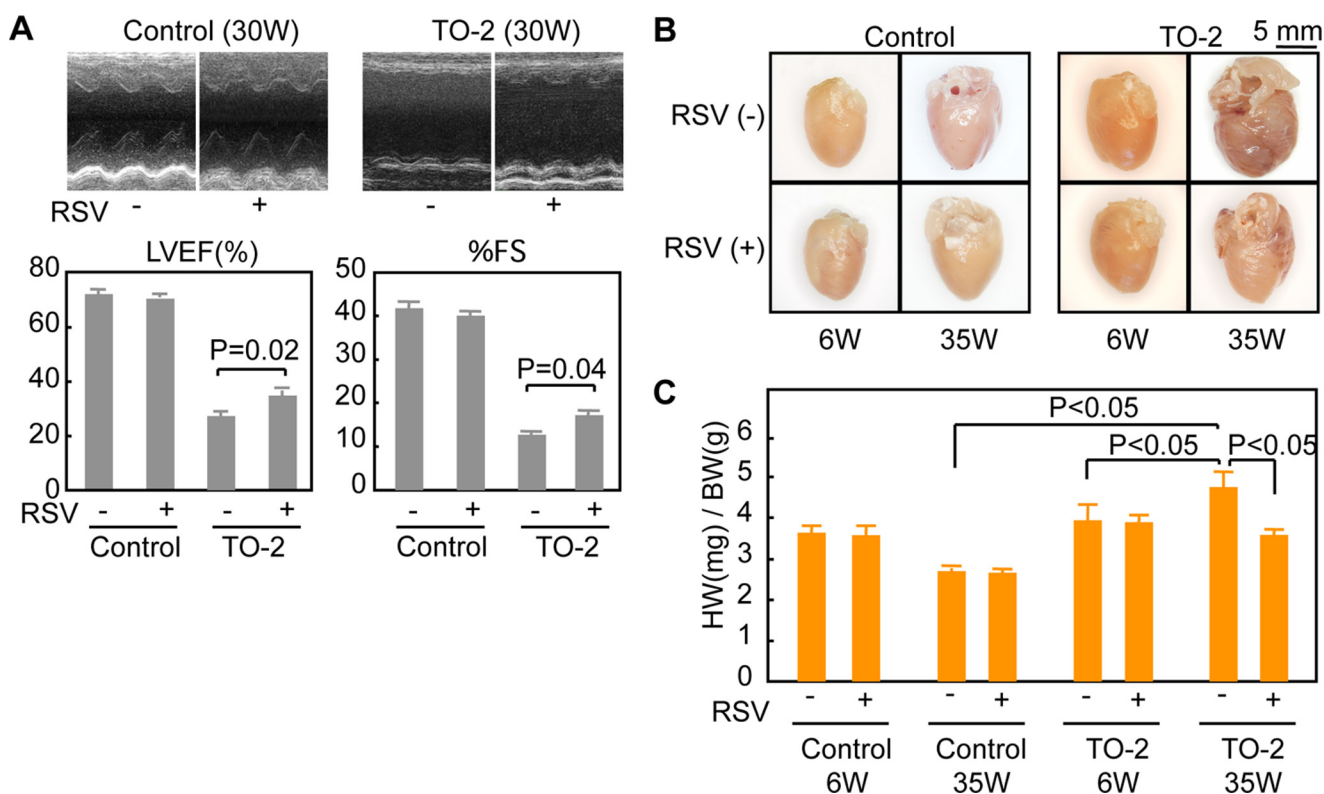 A
Control (30W)
TO-2 (30W)
RSV - + - +
LVEF(%)
80
60
40
20
0
P=0.02
RSV - + - +
Control TO-2
%FS
50
40
30
20
10
0
P=0.04
- + - +
Control TO-2
B
Control TO-2 5 mm
RSV (-)
RSV (+)
6W 35W 6W 35W
C
HW(mg) / BW(g)
6
5
4
3
2
1
0
P<0.05
P<0.05 P<0.05
RSV - + - + - + - +
Control Control TO-2 TO-2
6W 35W 6W 35W